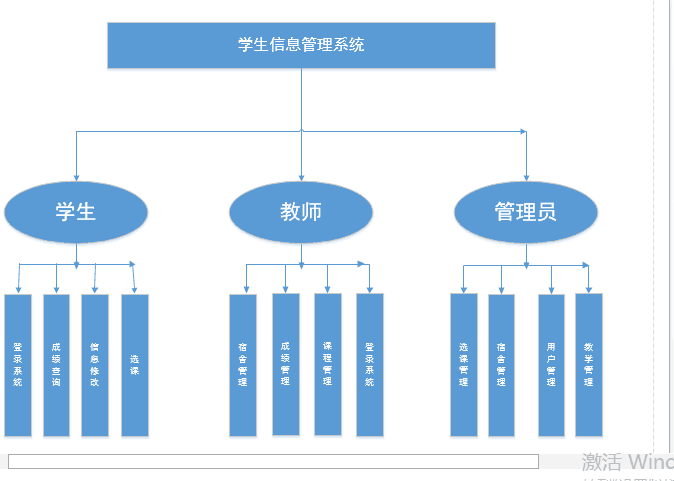 学生信息管理系统
学生
教师
管理员
登录系统
成绩查询
信息修改
选课
宿舍管理
成绩管理
课程管理
登录系统
选课管理
宿舍管理
用户管理
教学管理
激活 Winc